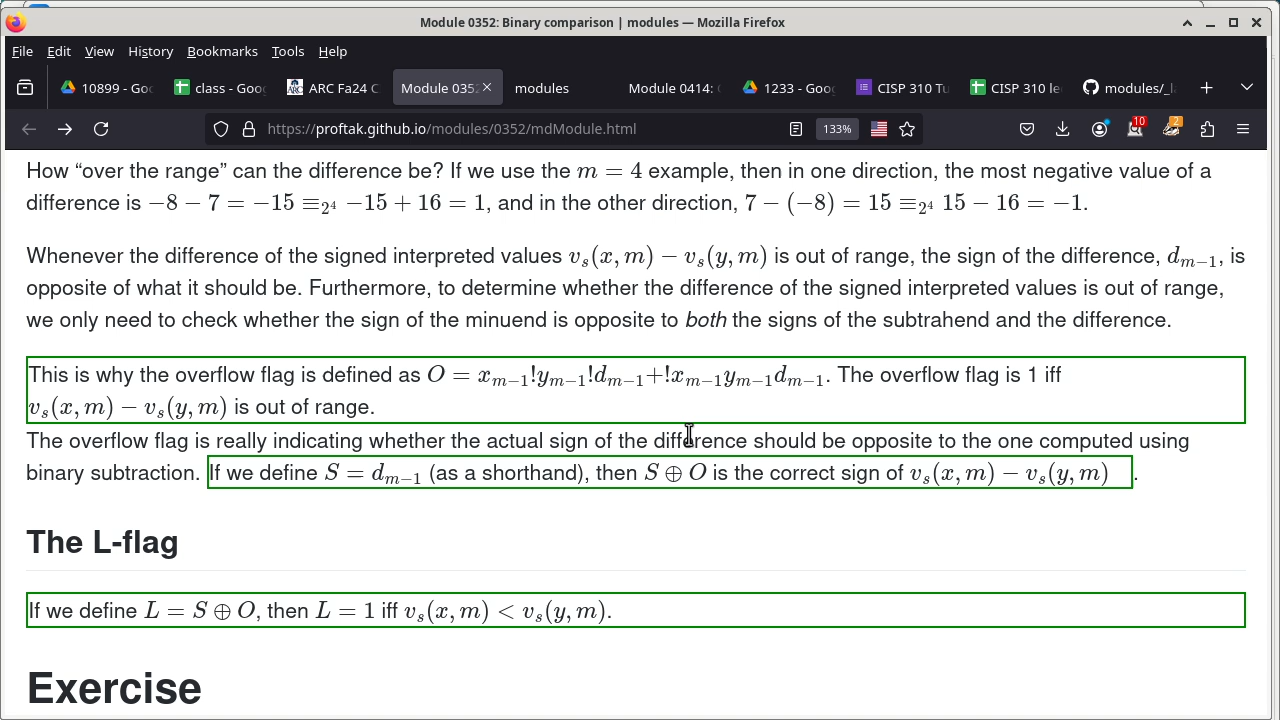 Module 0352: Binary comparison | modules — Mozilla Firefox
File Edit View History Bookmarks Tools Help
10899 - Goo class - Goog ARC Fa24 C Module 0352 modules Module 0414: 1233 - Goog CISP 310 Tu CISP 310 le modules/_l
https://proftak.github.io/modules/0352/mdModule.html 133% 10 2
How “over the range” can the difference be? If we use the m = 4 example, then in one direction, the most negative value of a
difference is −8 − 7 = −15 ≡₂⁴ −15 + 16 = 1, and in the other direction, 7 − (−8) = 15 ≡₂⁴ 15 − 16 = −1.
Whenever the difference of the signed interpreted values vₛ(x, m) − vₛ(y, m) is out of range, the sign of the difference, dₘ₋₁, is
opposite of what it should be. Furthermore, to determine whether the difference of the signed interpreted values is out of range,
we only need to check whether the sign of the minuend is opposite to both the signs of the subtrahend and the difference.
This is why the overflow flag is defined as O = xₘ₋₁!yₘ₋₁!dₘ₋₁+!xₘ₋₁yₘ₋₁dₘ₋₁. The overflow flag is 1 iff
vₛ(x, m) − vₛ(y, m) is out of range.
The overflow flag is really indicating whether the actual sign of the difference should be opposite to the one computed using
binary subtraction. If we define S = dₘ₋₁ (as a shorthand), then S ⊕ O is the correct sign of vₛ(x, m) − vₛ(y, m) .
The L-flag
If we define L = S ⊕ O, then L = 1 iff vₛ(x, m) < vₛ(y, m).
Exercise